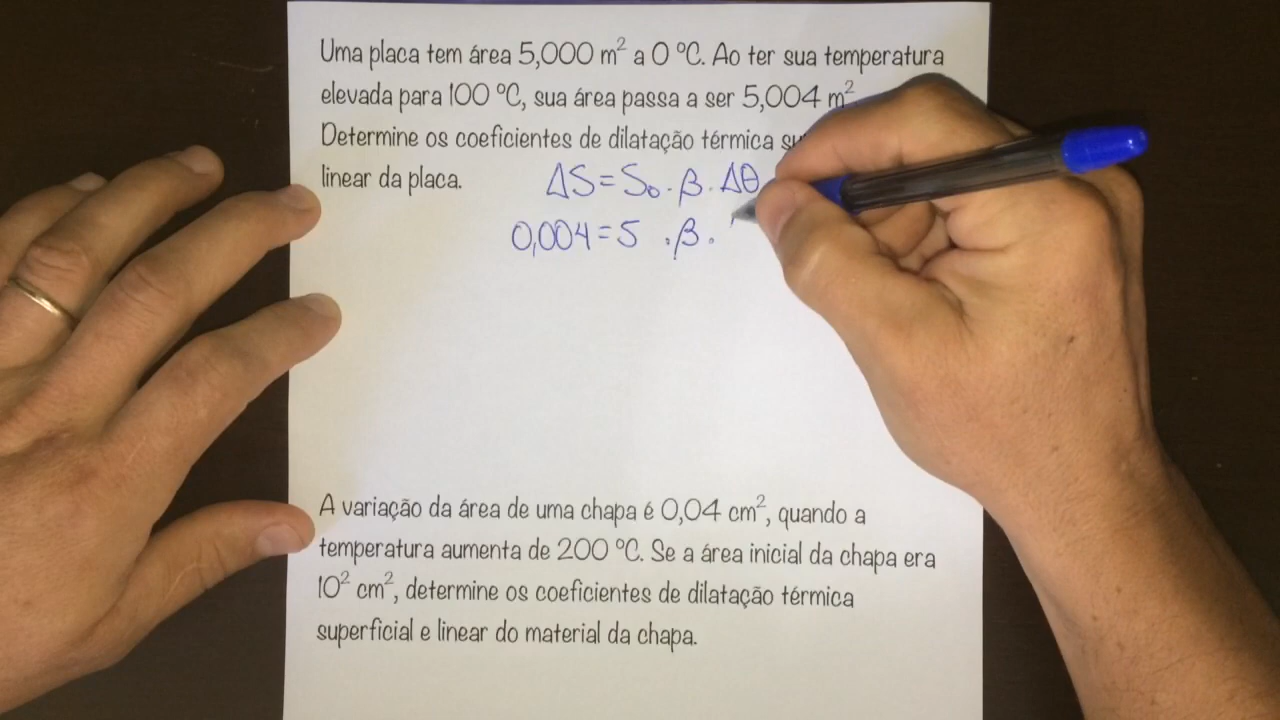 Uma placa tem área 5,000 m² a 0 ºC. Ao ter sua temperatura
elevada para 100 ºC, sua área passa a ser 5,004 m²
Determine os coeficientes de dilatação térmica
linear da placa.
ΔS = S₀ . β . Δθ
0,004 = 5 . β .
A variação da área de uma chapa é 0,04 cm², quando a
temperatura aumenta de 200 ºC. Se a área inicial da chapa era
10² cm², determine os coeficientes de dilatação térmica
superficial e linear do material da chapa.